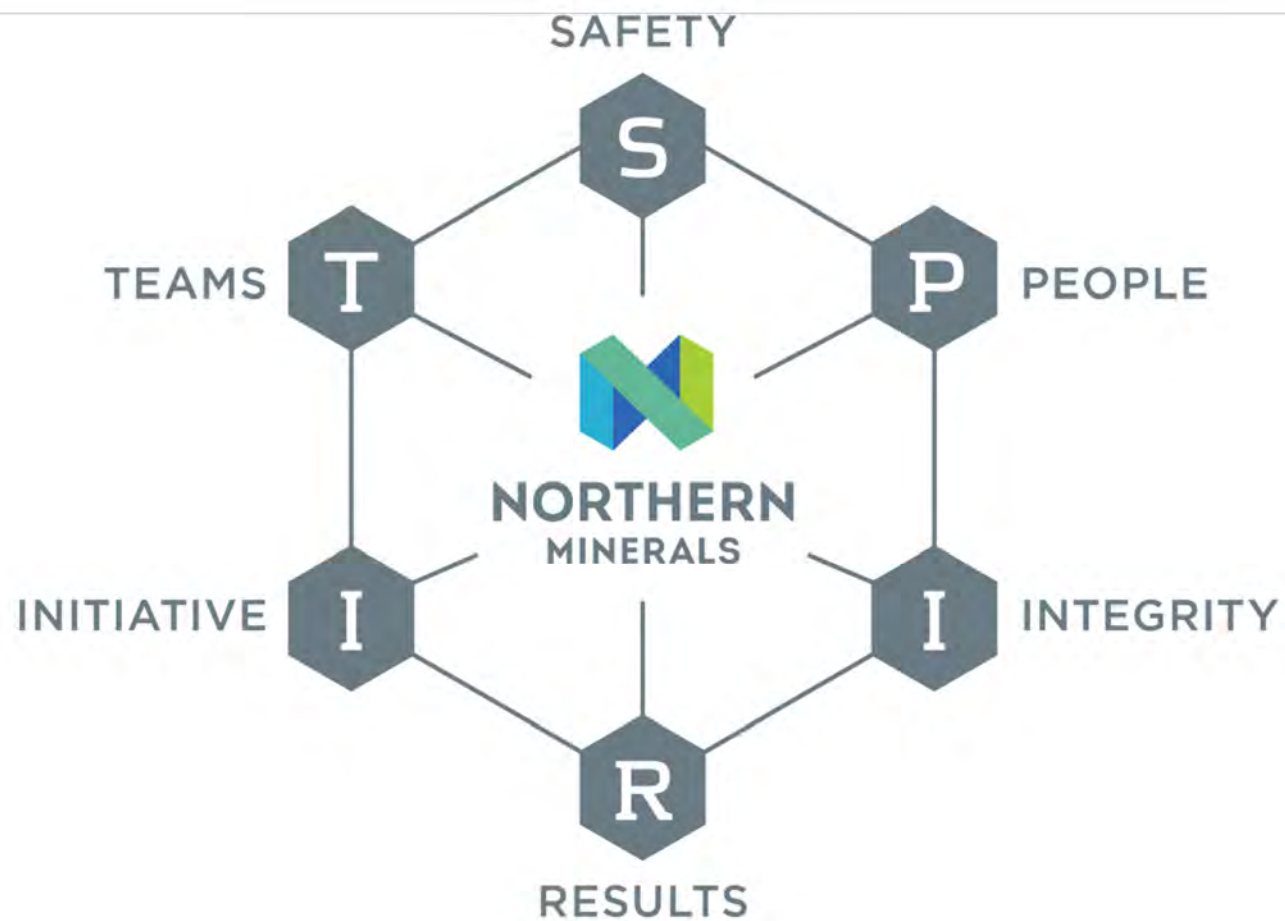 SAFETY
S
T
P
TEAMS
PEOPLE
NORTHERN
MINERALS
INITIATIVE
I
I
INTEGRITY
R
RESULTS